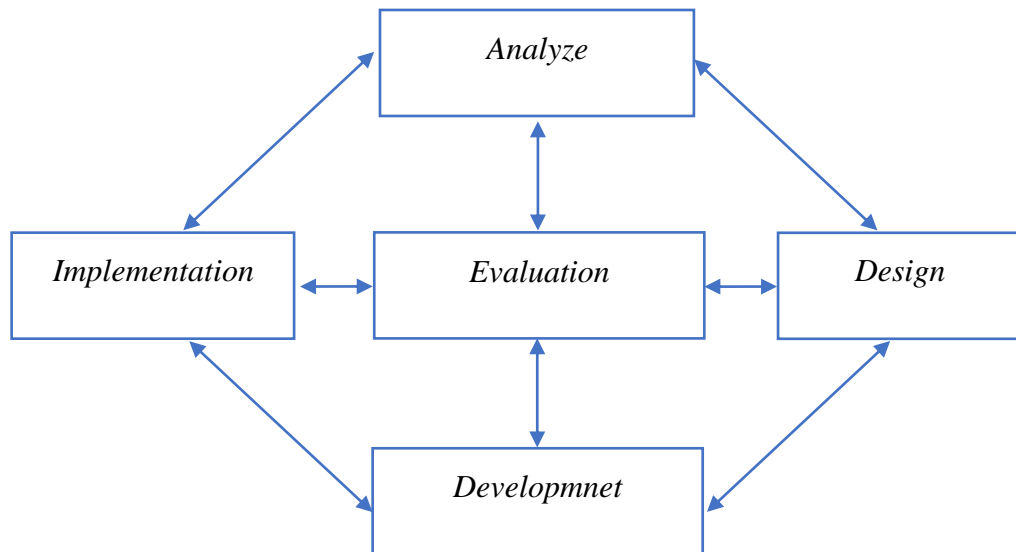 Analyze
Implementation
Evaluation
Design
Developmnet